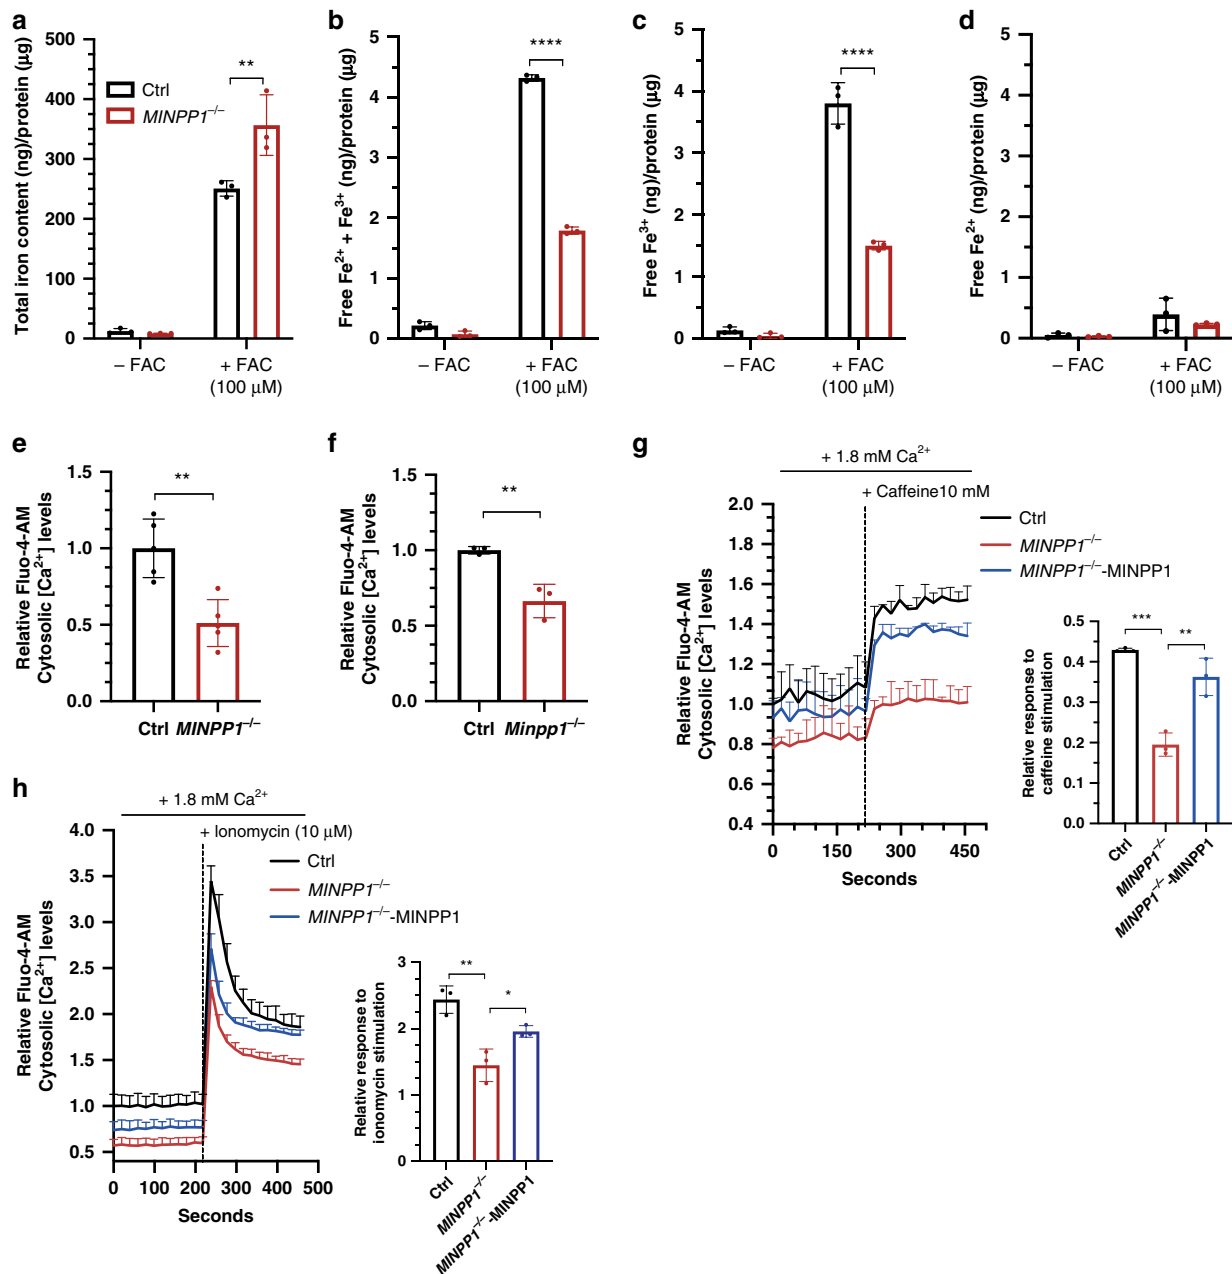 a
Total iron content (ng)/protein (μg)
500
400
300
200
100
0
Ctrl
MINPP1−/−
**
– FAC
+ FAC
(100 μM)
b
Free Fe2+ + Fe3+ (ng)/protein (μg)
5
4
3
2
1
0
****
– FAC
+ FAC
(100 μM)
c
Free Fe3+ (ng)/protein (μg)
5
4
3
2
1
0
****
– FAC
+ FAC
(100 μM)
d
Free Fe2+ (ng)/protein (μg)
5
4
3
2
1
0
– FAC
+ FAC
(100 μM)
e
Relative Fluo-4-AM
Cytosolic [Ca2+] levels
1.5
1.0
0.5
0.0
**
Ctrl MINPP1−/−
f
Relative Fluo-4-AM
Cytosolic [Ca2+] levels
1.5
1.0
0.5
0.0
**
Ctrl Minpp1−/−
g
+ 1.8 mM Ca2+
+ Caffeine10 mM
Relative Fluo-4-AM
Cytosolic [Ca2+] levels
2.0
1.8
1.6
1.4
1.2
1.0
0.8
0.6
0.4
0 150 300 450
Seconds
Ctrl
MINPP1−/−
MINPP1−/−-MINPP1
Relative response to
caffeine stimulation
0.5
0.4
0.3
0.2
0.1
0.0
***
**
Ctrl
MINPP1−/−
MINPP1−/−-MINPP1
h
+ 1.8 mM Ca2+
+ Ionomycin (10 μM)
Relative Fluo-4-AM
Cytosolic [Ca2+] levels
4.0
3.5
3.0
2.5
2.0
1.5
1.0
0.5
0 100 200 300 400 500
Seconds
Ctrl
MINPP1−/−
MINPP1−/−-MINPP1
Relative response to
ionomycin stimulation
3
2
1
0
**
*
Ctrl
MINPP1−/−
MINPP1−/−-MINPP1